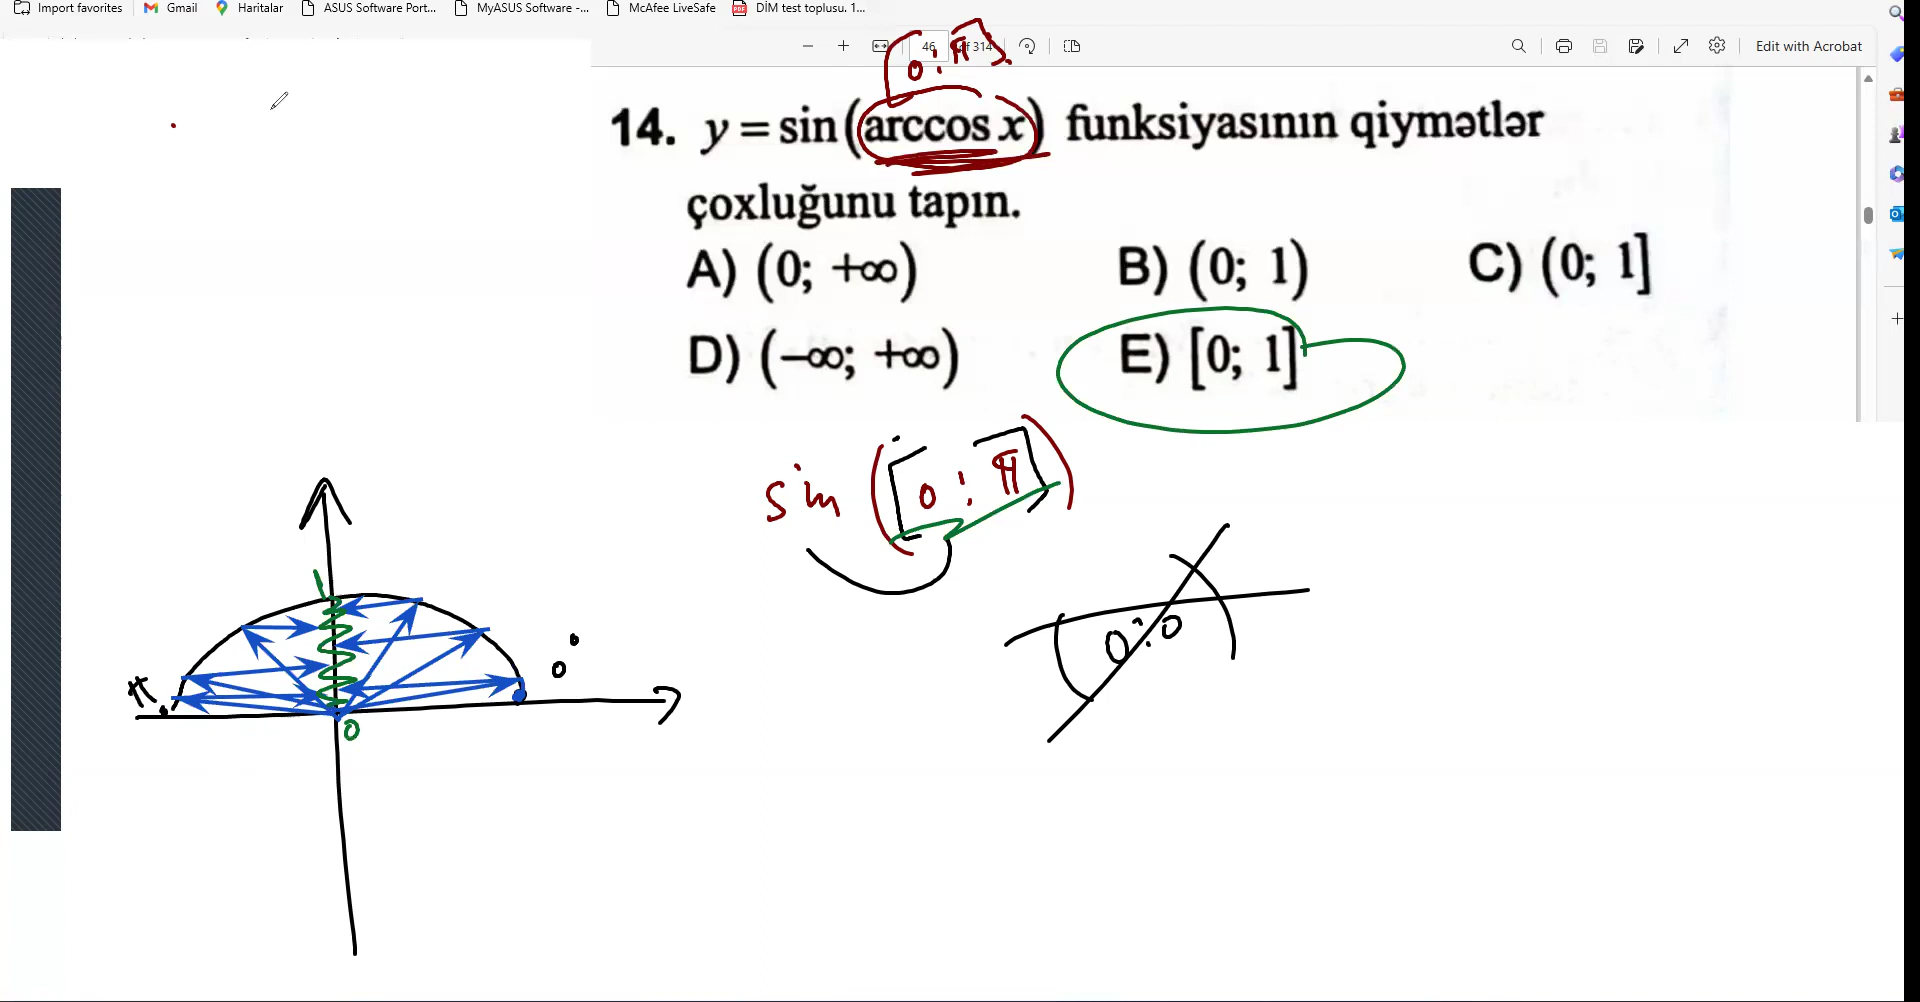 Import favorites Gmail Haritalar ASUS Software Port... MyASUS Software -... McAfee LiveSafe DİM test toplusu. 1...
46 of 314 Edit with Acrobat
[0; π]
14. y = sin(arccos x) funksiyasının qiymətlər
çoxluğunu tapın.
A) (0; +∞) B) (0; 1) C) (0; 1]
D) (−∞; +∞) E) [0; 1]
sin ([0; π])
1
0°
π
0
(0; 0)